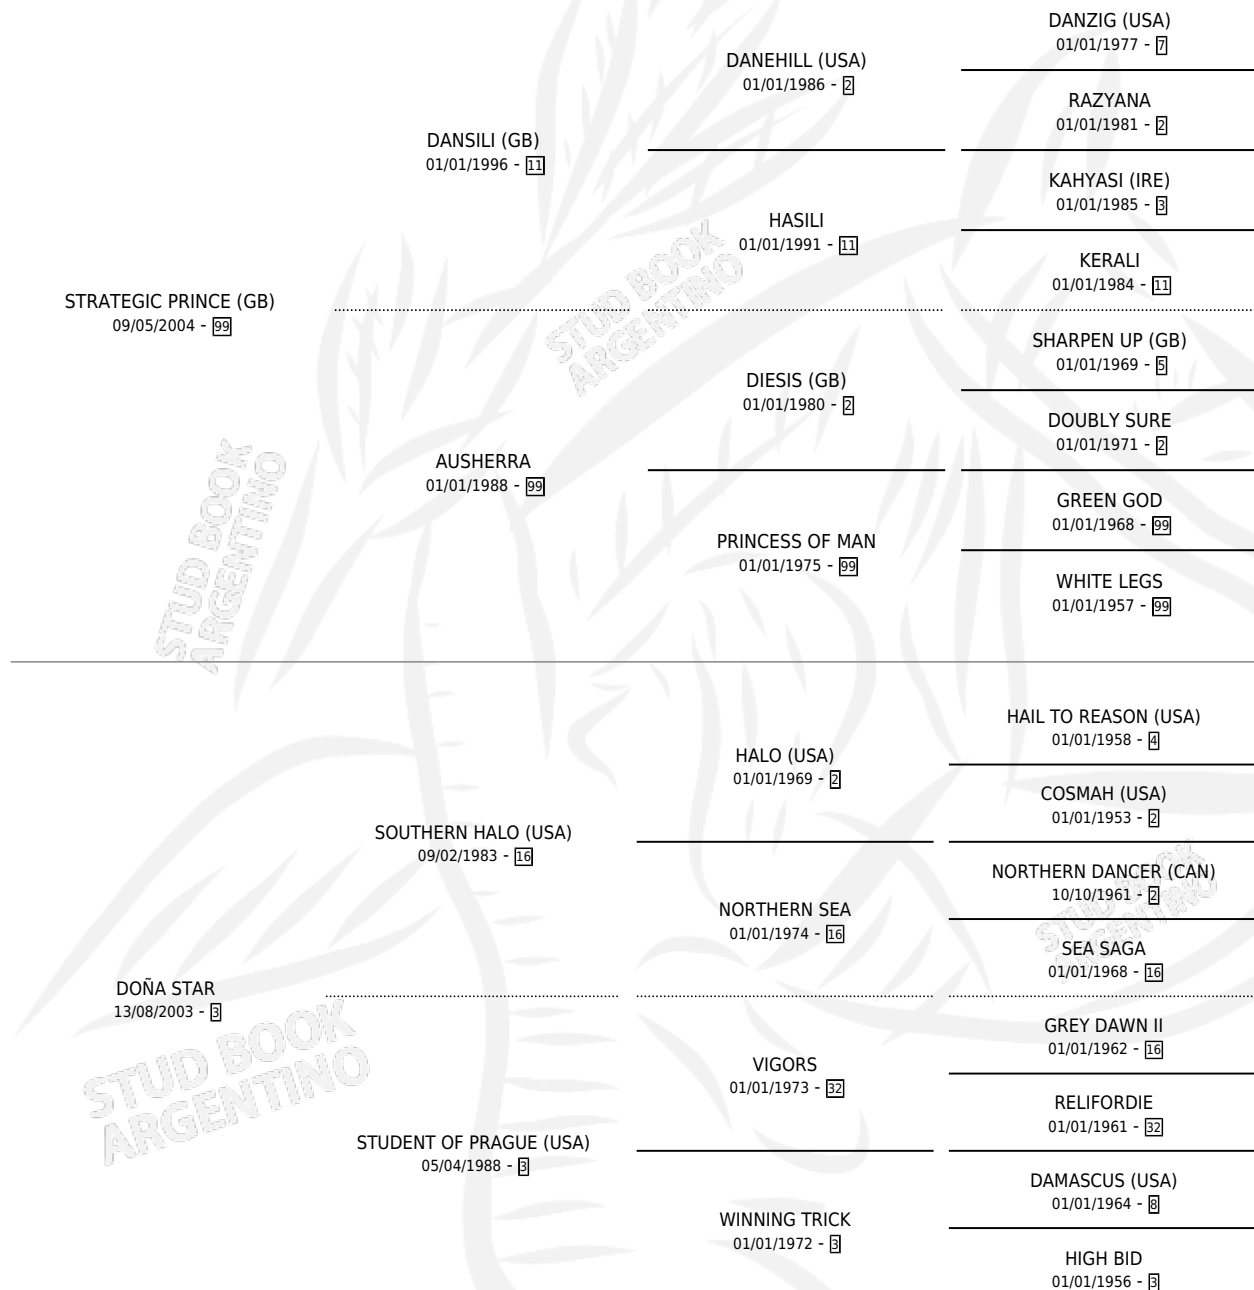 DANZIG (USA)
01/01/1977 - 7
DANEHILL (USA)
01/01/1986 - 2
RAZYANA
01/01/1981 - 2
DANSILI (GB)
01/01/1996 - 11
KAHYASI (IRE)
01/01/1985 - 3
HASILI
01/01/1991 - 11
KERALI
01/01/1984 - 11
STRATEGIC PRINCE (GB)
09/05/2004 - 99
SHARPEN UP (GB)
01/01/1969 - 5
DIESIS (GB)
01/01/1980 - 2
DOUBLY SURE
01/01/1971 - 2
AUSHERRA
01/01/1988 - 99
GREEN GOD
01/01/1968 - 99
PRINCESS OF MAN
01/01/1975 - 99
WHITE LEGS
01/01/1957 - 99
HAIL TO REASON (USA)
01/01/1958 - 4
HALO (USA)
01/01/1969 - 2
COSMAH (USA)
01/01/1953 - 2
SOUTHERN HALO (USA)
09/02/1983 - 16
NORTHERN DANCER (CAN)
10/10/1961 - 2
NORTHERN SEA
01/01/1974 - 16
SEA SAGA
01/01/1968 - 16
DOÑA STAR
13/08/2003 - 3
GREY DAWN II
01/01/1962 - 16
VIGORS
01/01/1973 - 32
RELIFORDIE
01/01/1961 - 32
STUDENT OF PRAGUE (USA)
05/04/1988 - 3
DAMASCUS (USA)
01/01/1964 - 8
WINNING TRICK
01/01/1972 - 3
HIGH BID
01/01/1956 - 3
STUD BOOK
ARGENTINO
STUD BOOK
ARGENTINO
STUD BOOK
ARGENTINO
STUD BOOK
ARGENTINO